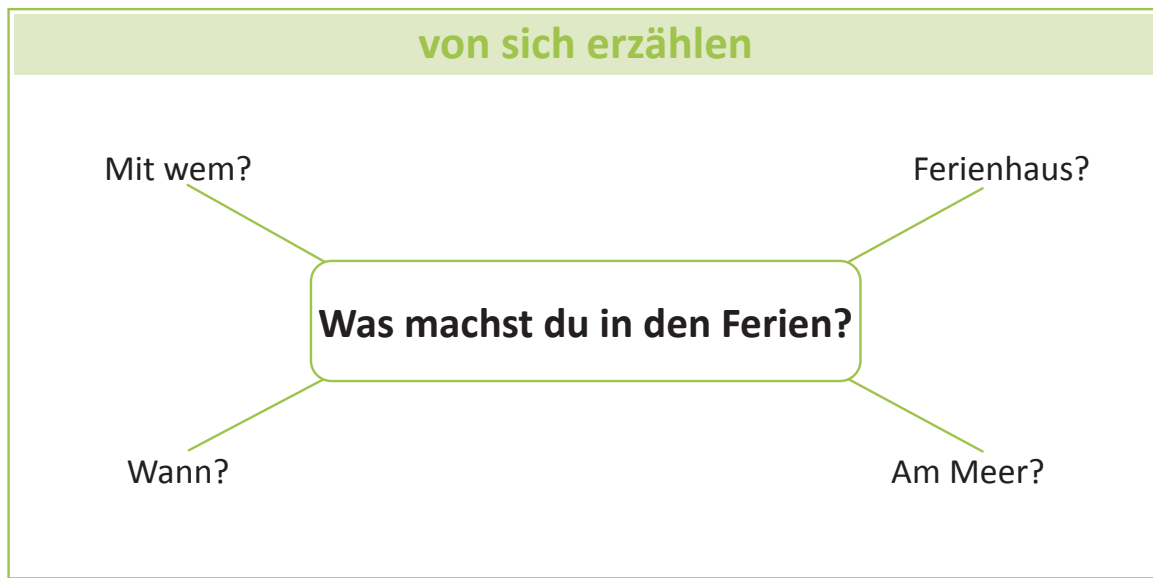 von sich erzählen
Mit wem?
Ferienhaus?
Was machst du in den Ferien?
Wann?
Am Meer?